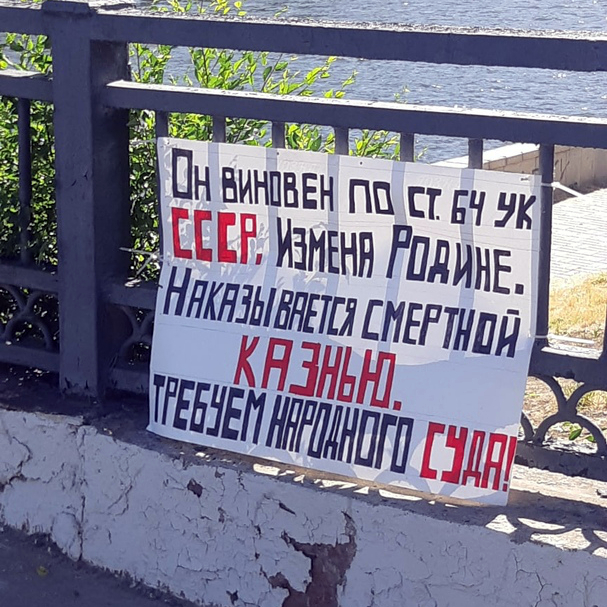 Он виновен по ст. 64 УК
СССР. Измена Родине.
Наказывается смертной
казнью.
Требуем народного суда!